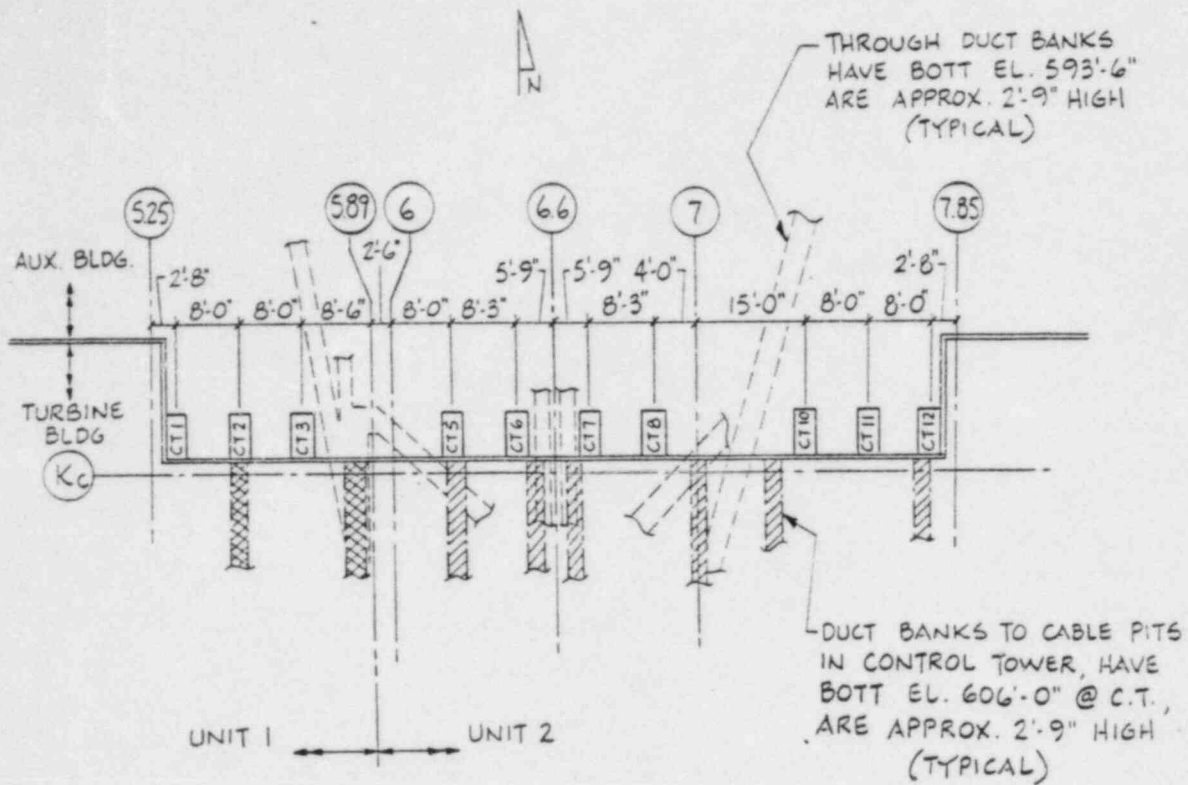 THROUGH DUCT BANKS
HAVE BOTT EL. 593'-6"
ARE APPROX. 2'-9" HIGH
(TYPICAL)
N
5.25
5.89
6
6.6
7
7.85
AUX. BLDG.
2'-8"
2'-6"
5'-9"
5'-9"
4'-0"
2'-8"
8'-0"
8'-0"
8'-6"
8'-0"
8'-3"
8'-3"
15'-0"
8'-0"
8'-0"
TURBINE
BLDG
CT1
CT2
CT3
CT5
CT6
CT7
CT8
CT10
CT11
CT12
Kc
DUCT BANKS TO CABLE PITS
IN CONTROL TOWER, HAVE
BOTT EL. 606'-0" @ C.T.,
ARE APPROX. 2'-9" HIGH
(TYPICAL)
UNIT 1
UNIT 2